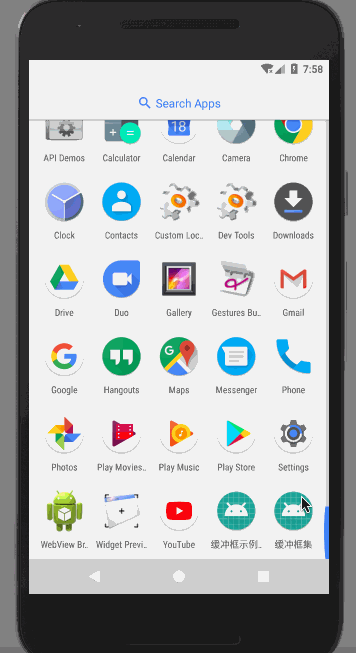 7:58
Search Apps
API Demos Calculator Calendar Camera Chrome
Clock Contacts Custom Loc.. Dev Tools Downloads
Drive Duo Gallery Gestures Bu.. Gmail
Google Hangouts Maps Messenger Phone
Photos Play Movies.. Play Music Play Store Settings
WebView Br.. Widget Previ.. YouTube 缓冲框示例.. 缓冲框集
18